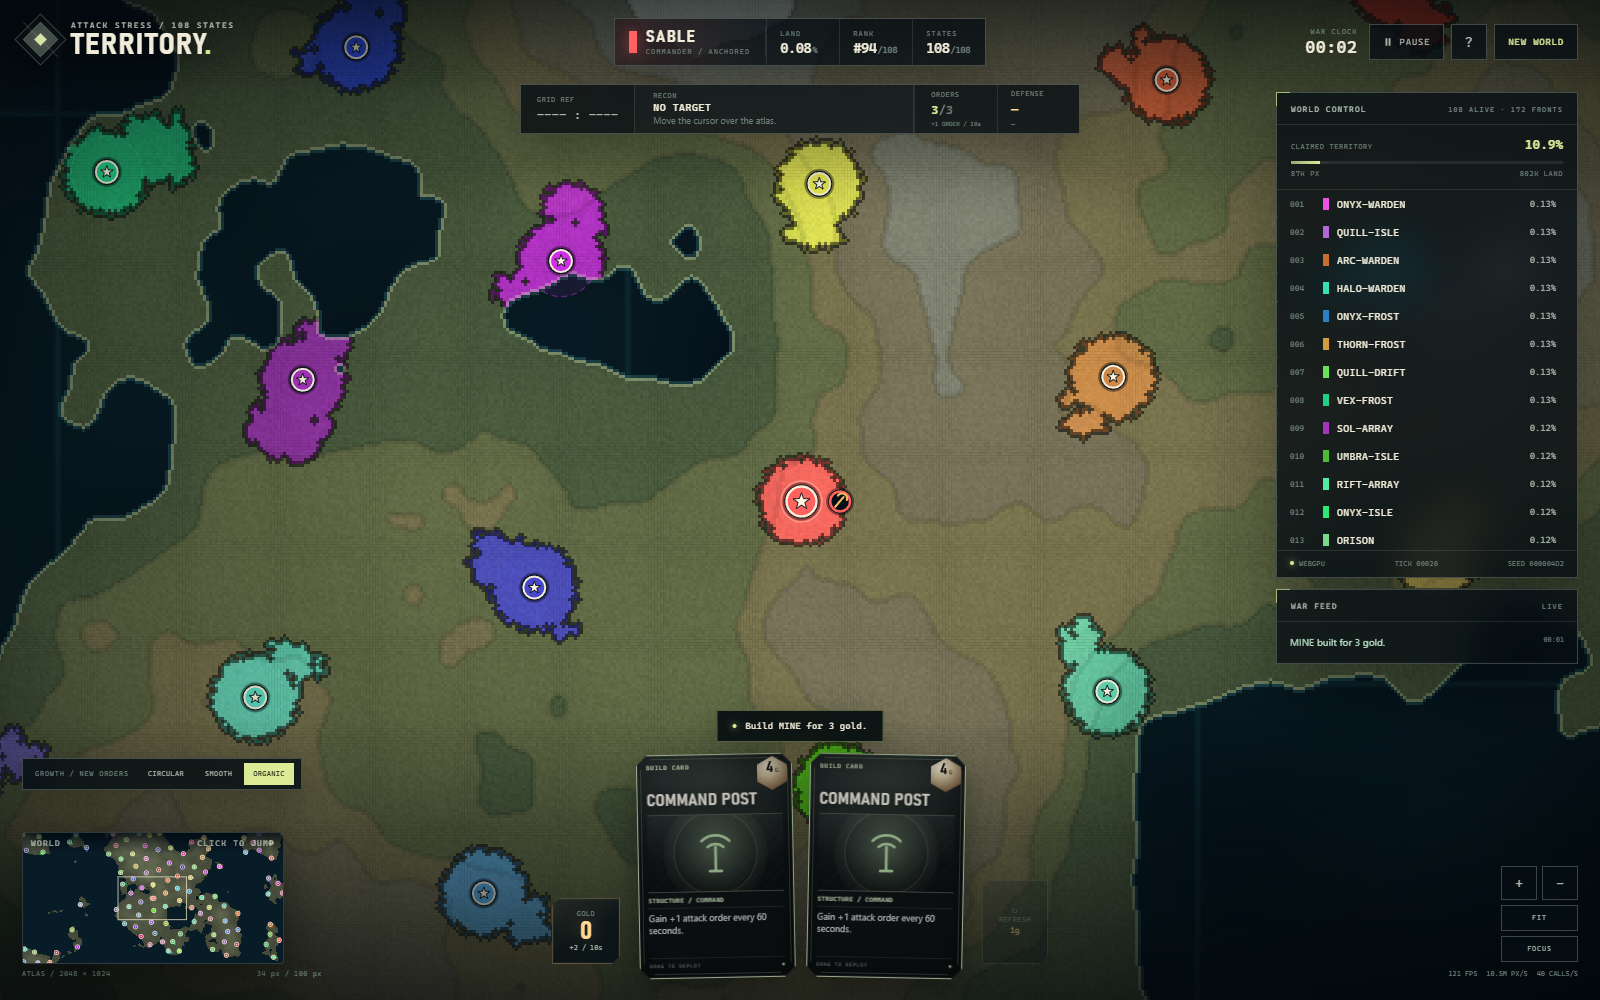 ATTACK STRESS / 108 STATES
TERRITORY.
SABLE
COMMANDER / ANCHORED
LAND
0.08%
RANK
#94/108
STATES
108/108
WAR CLOCK
00:02
PAUSE
?
NEW WORLD
GRID REF
---- : ----
RECON
NO TARGET
Move the cursor over the atlas.
ORDERS
3/3
+1 ORDER / 10s
DEFENSE
—
–
WORLD CONTROL
108 ALIVE · 172 FRONTS
CLAIMED TERRITORY
10.9%
87K PX
802K LAND
001 ONYX-WARDEN 0.13%
002 QUILL-ISLE 0.13%
003 ARC-WARDEN 0.13%
004 HALO-WARDEN 0.13%
005 ONYX-FROST 0.13%
006 THORN-FROST 0.13%
007 QUILL-DRIFT 0.13%
008 VEX-FROST 0.13%
009 SOL-ARRAY 0.12%
010 UMBRA-ISLE 0.12%
011 RIFT-ARRAY 0.12%
012 ONYX-ISLE 0.12%
013 ORISON 0.12%
WEBGPU
TICK 00020
SEED 000004D2
WAR FEED
LIVE
MINE built for 3 gold.
00:01
Build MINE for 3 gold.
GROWTH / NEW ORDERS
CIRCULAR
SMOOTH
ORGANIC
WORLD
CLICK TO JUMP
ATLAS / 2048 × 1024
34 px / 100 px
GOLD
0
+2 / 10s
BUILD CARD
4 G
COMMAND POST
STRUCTURE / COMMAND
Gain +1 attack order every 60
seconds.
DRAG TO DEPLOY
BUILD CARD
4 G
COMMAND POST
STRUCTURE / COMMAND
Gain +1 attack order every 60
seconds.
DRAG TO DEPLOY
REFRESH
1g
+
−
FIT
FOCUS
121 FPS 10.5M PX/S 40 CALLS/S